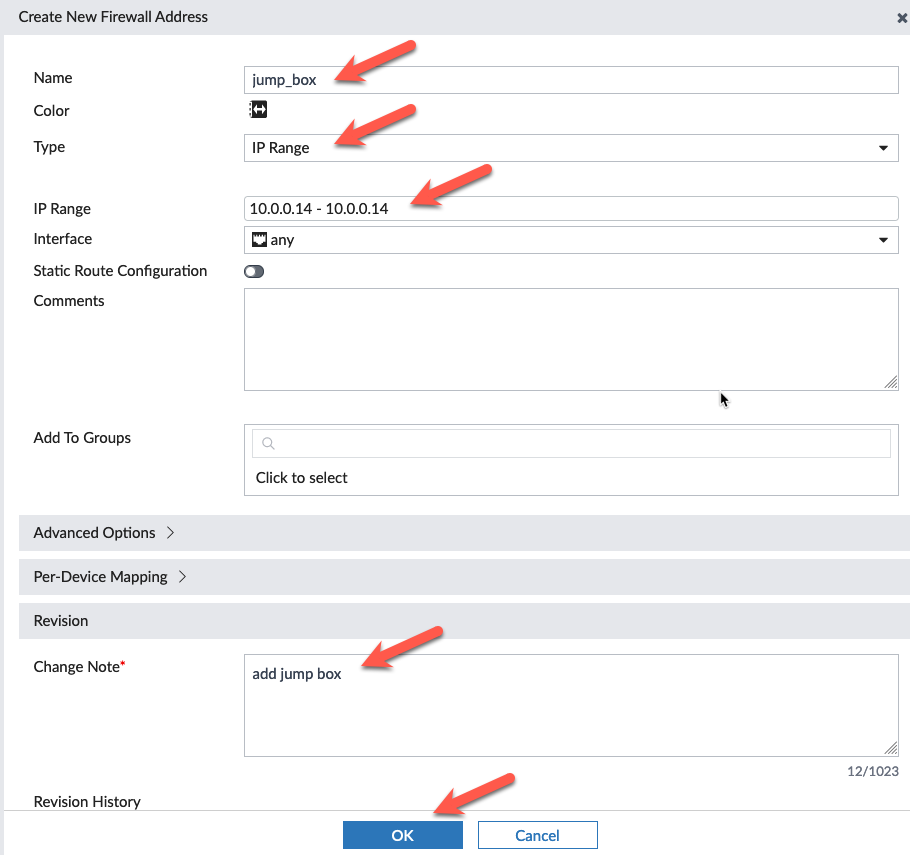 Create New Firewall Address
Name
jump_box
Color
Type
IP Range
IP Range
10.0.0.14 - 10.0.0.14
Interface
any
Static Route Configuration
Comments
Add To Groups
Click to select
Advanced Options
Per-Device Mapping
Revision
Change Note*
add jump box
12/1023
Revision History
OK
Cancel